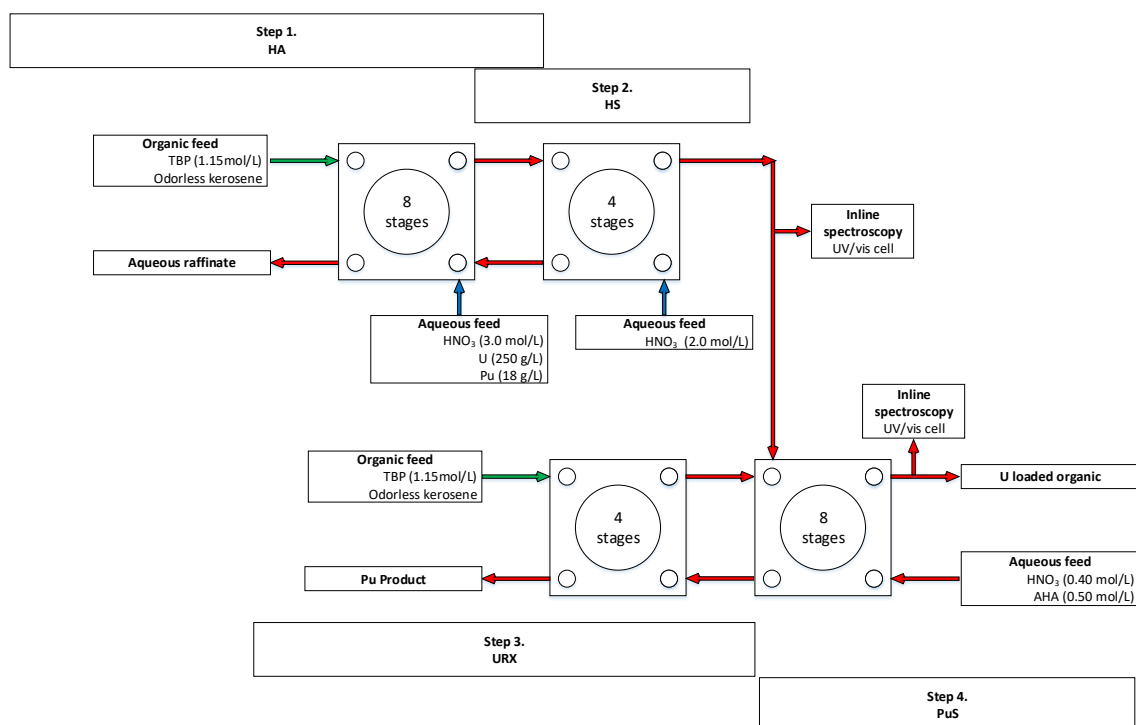 Step 1.
HA
Step 2.
HS
Organic feed
TBP (1.15mol/L)
Odorless kerosene
8
stages
4
stages
Inline
spectroscopy
UV/vis cell
Aqueous raffinate
Aqueous feed
HNO₃ (3.0 mol/L)
U (250 g/L)
Pu (18 g/L)
Aqueous feed
HNO₃ (2.0 mol/L)
Inline
spectroscopy
UV/vis cell
Organic feed
TBP (1.15mol/L)
Odorless kerosene
4
stages
8
stages
U loaded organic
Pu Product
Aqueous feed
HNO₃ (0.40 mol/L)
AHA (0.50 mol/L)
Step 3.
URX
Step 4.
PuS